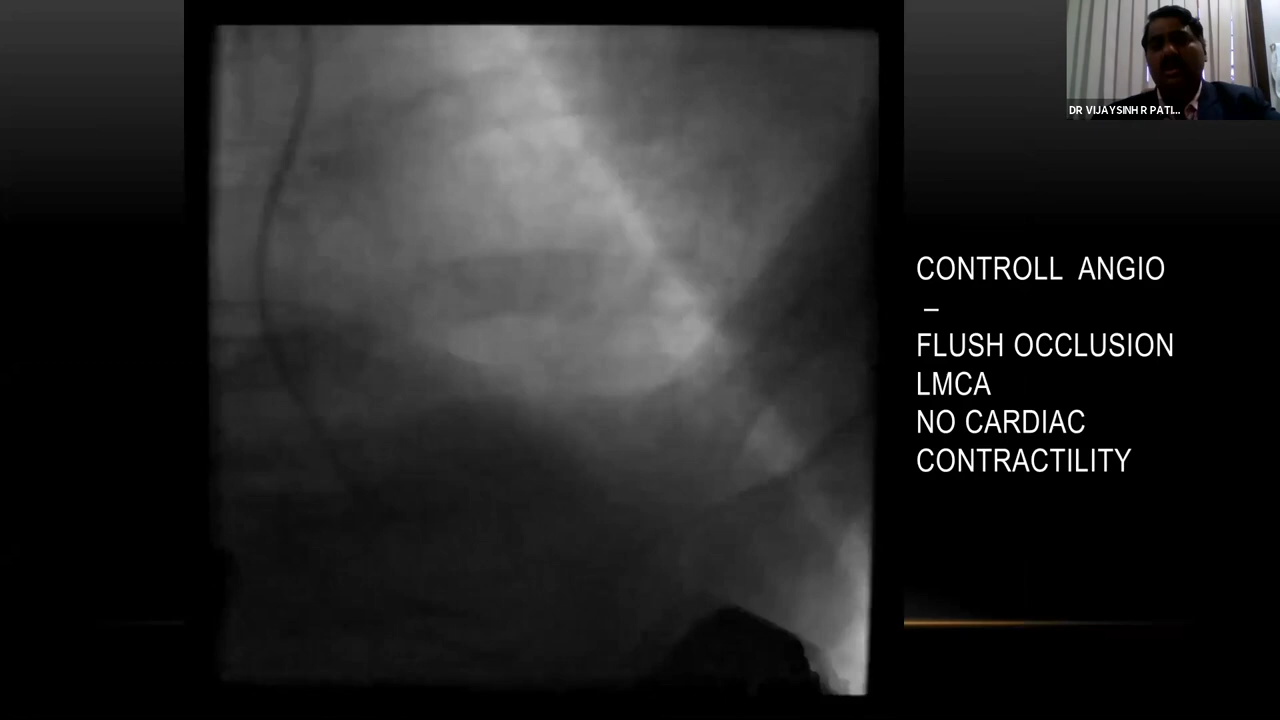 DR VIJAYSINH R PATI...
CONTROLL ANGIO
–
FLUSH OCCLUSION
LMCA
NO CARDIAC
CONTRACTILITY